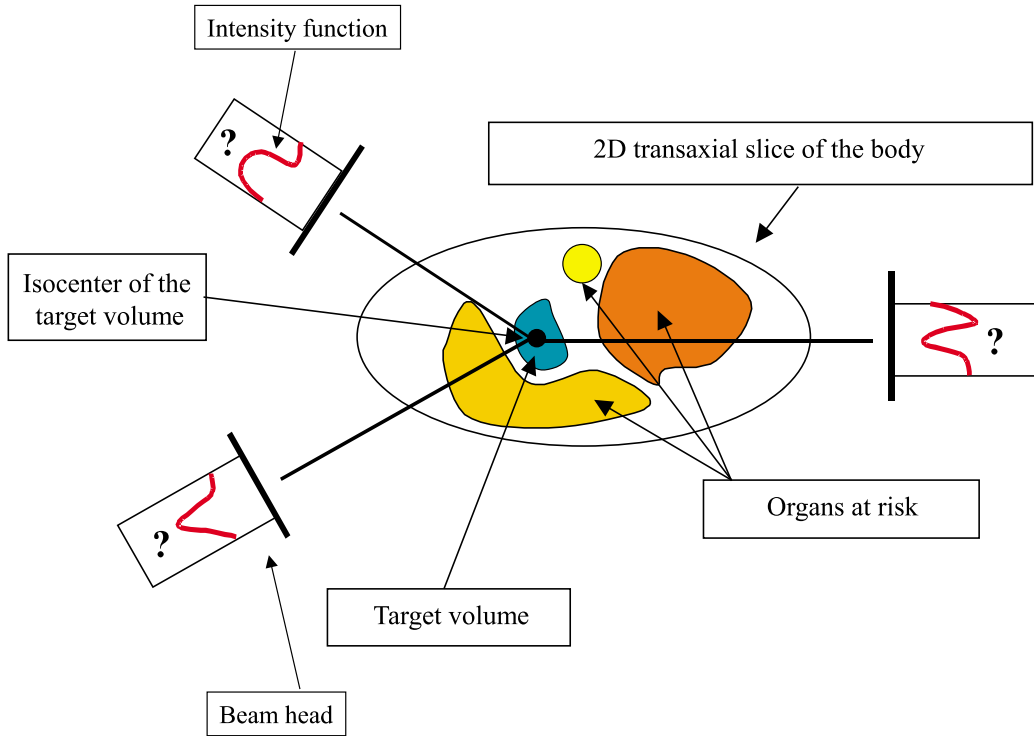 Intensity function
?
2D transaxial slice of the body
Isocenter of the
target volume
?
Organs at risk
?
Target volume
Beam head